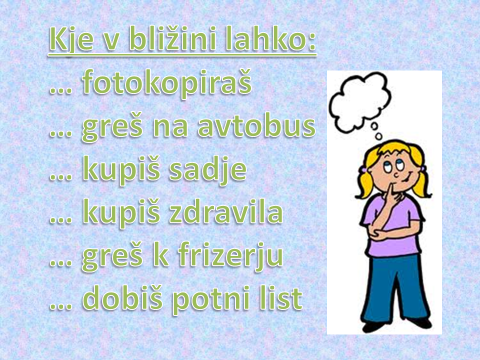 Kje v bližini lahko:
... fotokopiraš
... greš na avtobus
... kupiš sadje
... kupiš zdravila
... greš k frizerju
... dobiš potni list